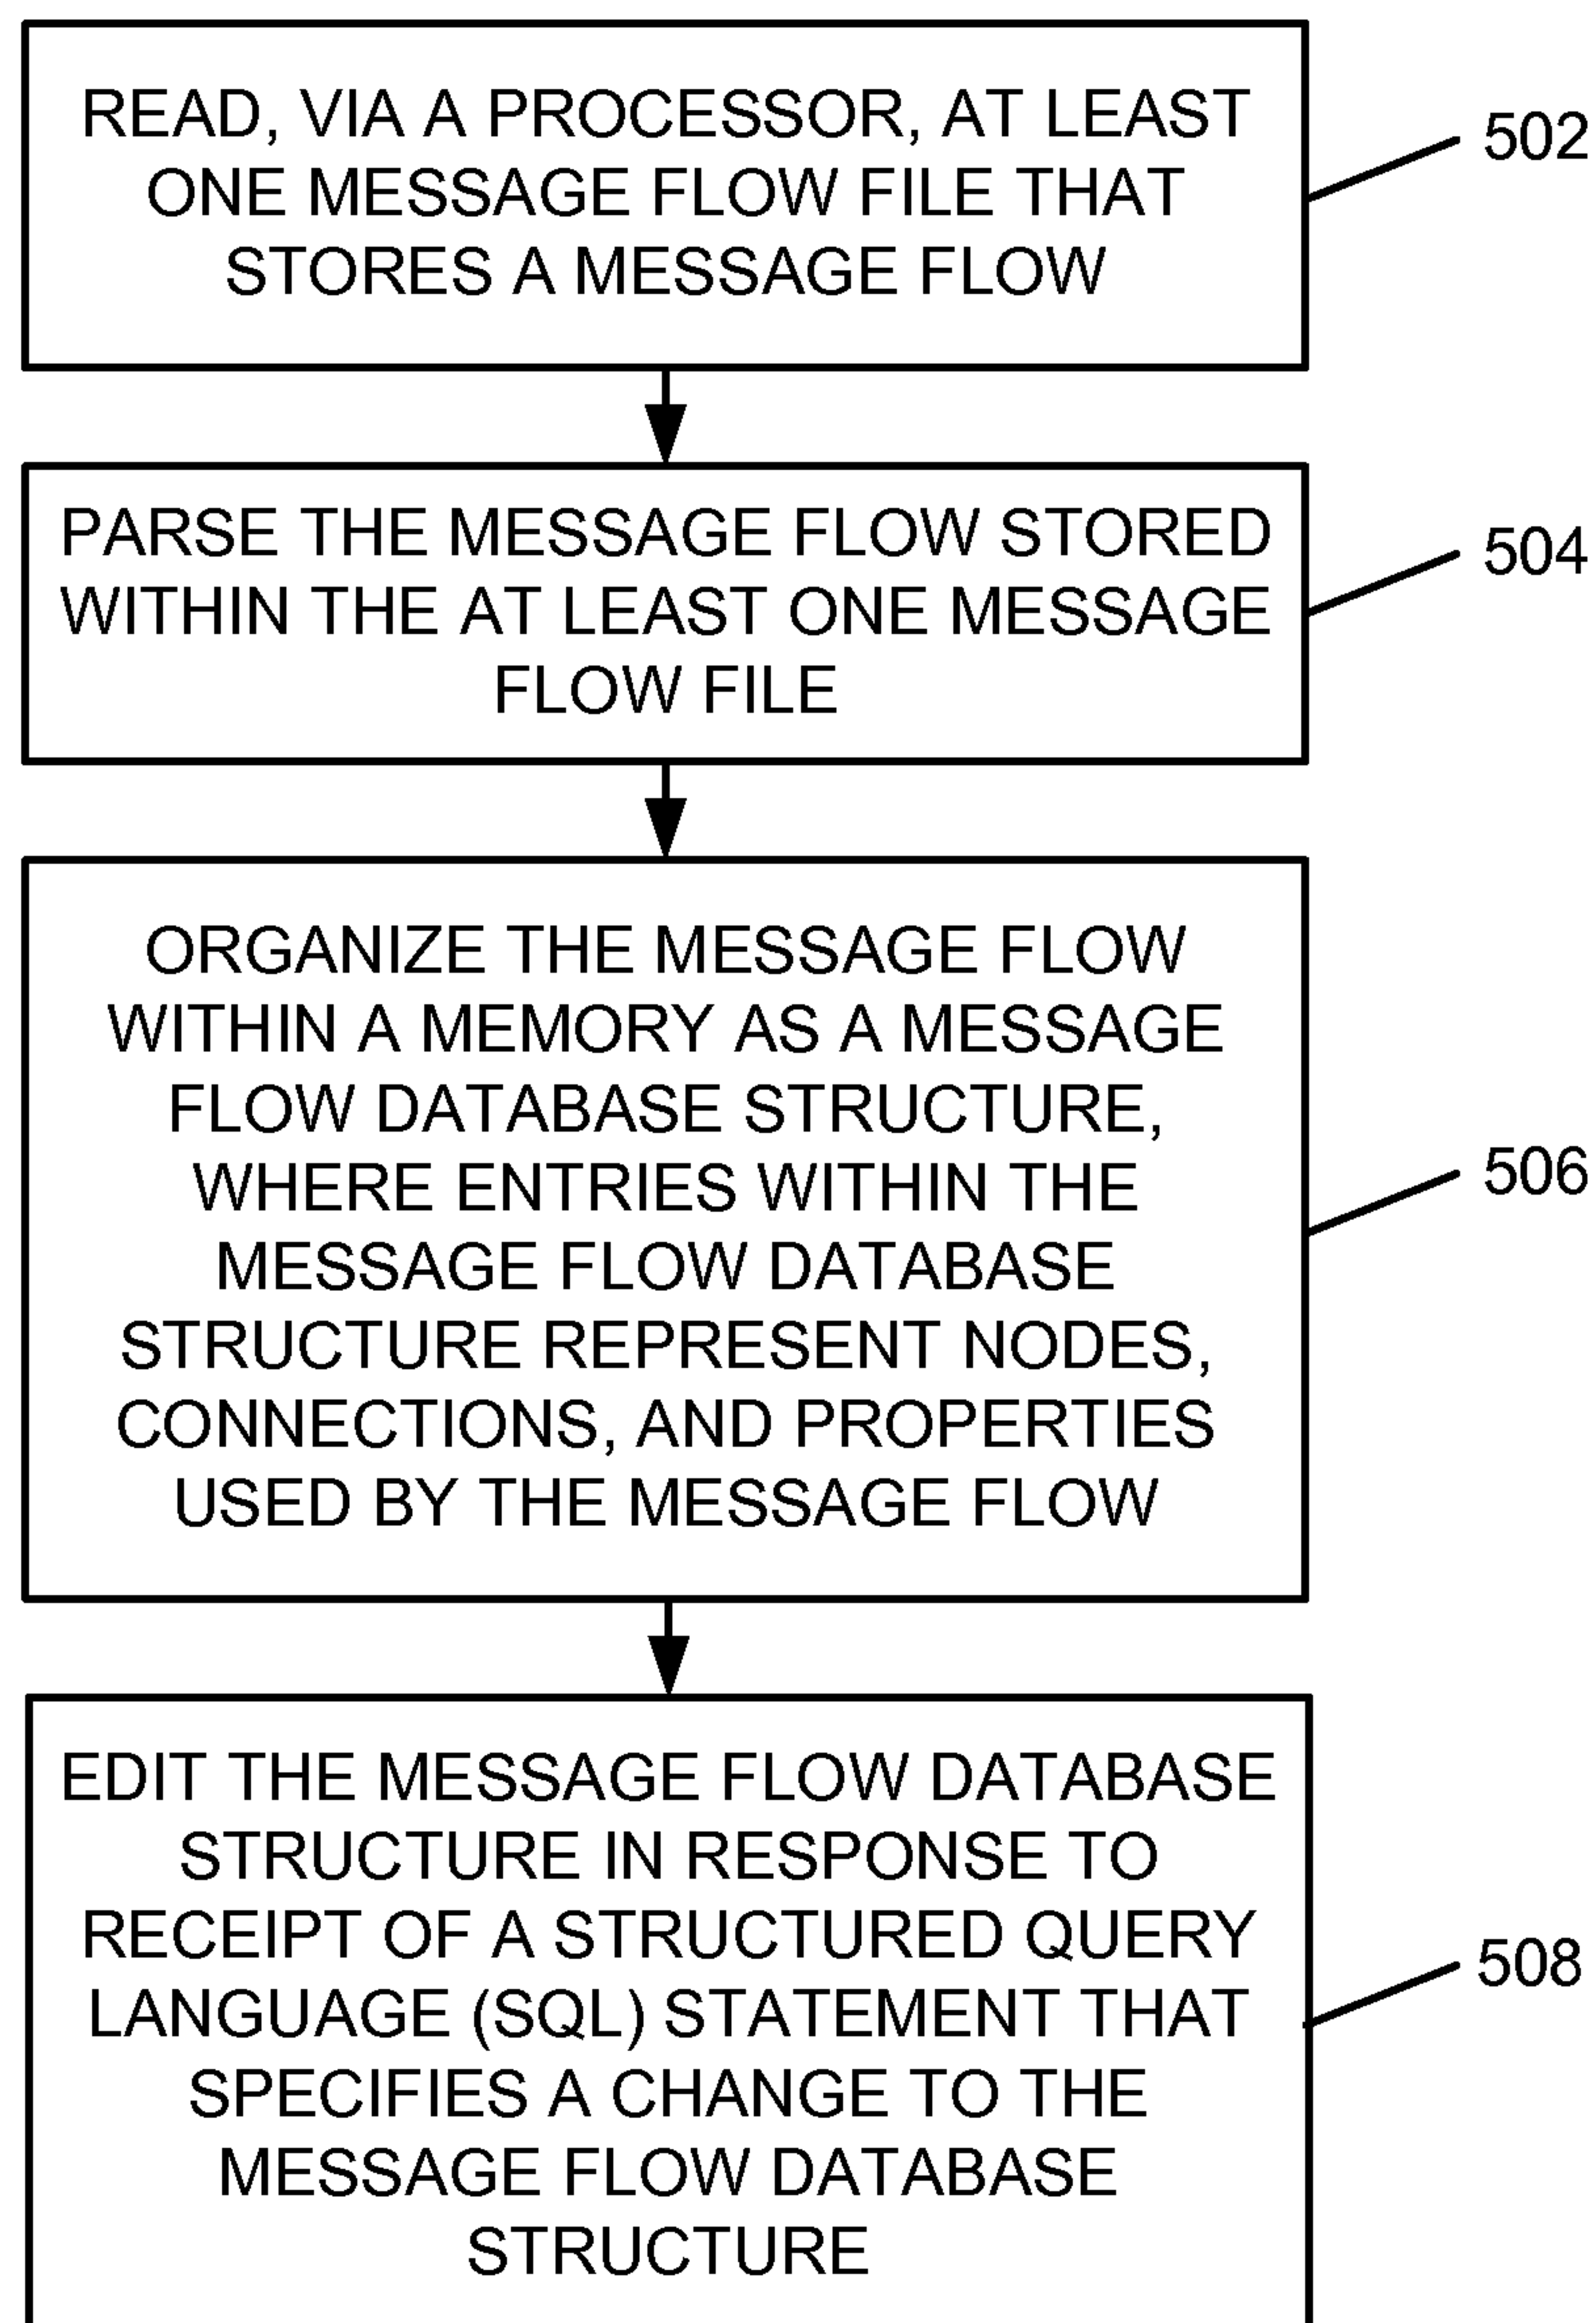 READ, VIA A PROCESSOR, AT LEAST
ONE MESSAGE FLOW FILE THAT
STORES A MESSAGE FLOW
502
PARSE THE MESSAGE FLOW STORED
WITHIN THE AT LEAST ONE MESSAGE
FLOW FILE
504
ORGANIZE THE MESSAGE FLOW
WITHIN A MEMORY AS A MESSAGE
FLOW DATABASE STRUCTURE,
WHERE ENTRIES WITHIN THE
MESSAGE FLOW DATABASE
STRUCTURE REPRESENT NODES,
CONNECTIONS, AND PROPERTIES
USED BY THE MESSAGE FLOW
506
EDIT THE MESSAGE FLOW DATABASE
STRUCTURE IN RESPONSE TO
RECEIPT OF A STRUCTURED QUERY
LANGUAGE (SQL) STATEMENT THAT
SPECIFIES A CHANGE TO THE
MESSAGE FLOW DATABASE
STRUCTURE
508